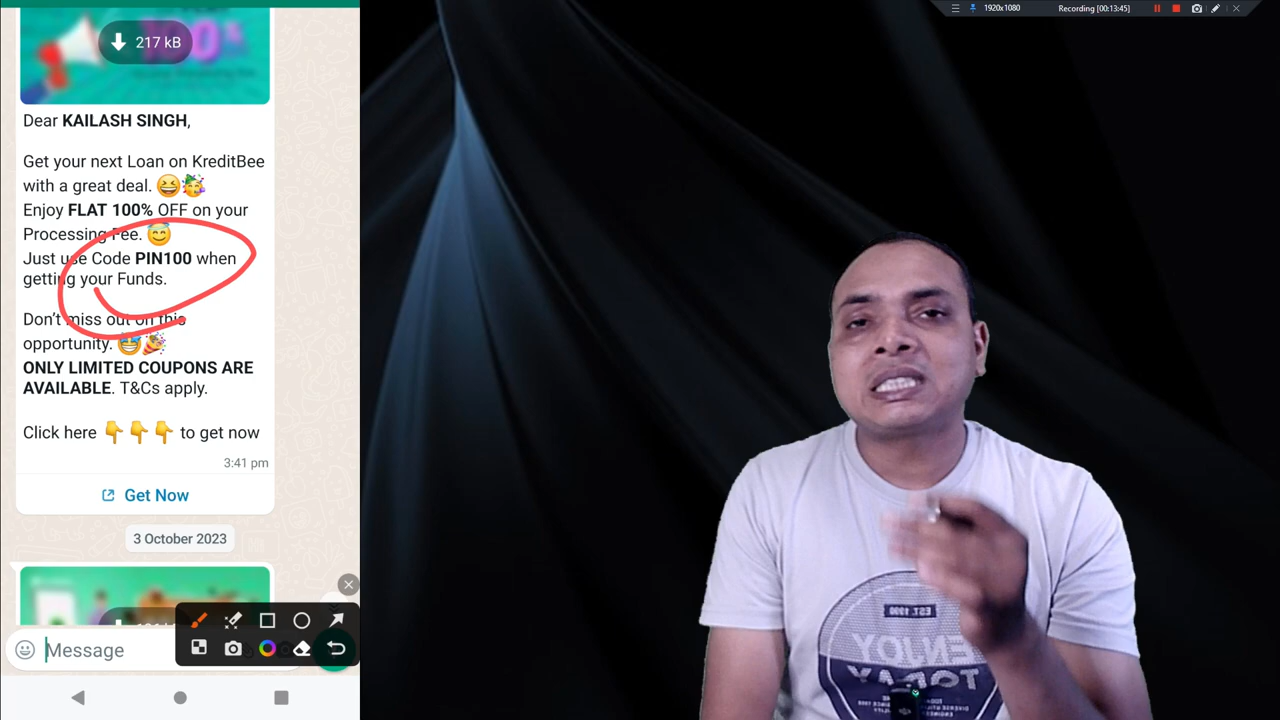 1920x1080
Recording [00:13:45]
217 kB
Dear KAILASH SINGH,
Get your next Loan on KreditBee
with a great deal. 😆🥳
Enjoy FLAT 100% OFF on your
Processing Fee. 😇
Just use Code PIN100 when
getting your Funds.
Don't miss out on this
opportunity. 🤩🎉
ONLY LIMITED COUPONS ARE
AVAILABLE. T&Cs apply.
Click here 👇👇👇 to get now
3:41 pm
Get Now
3 October 2023
Message
EST. 1990
ENJOY
TODAY